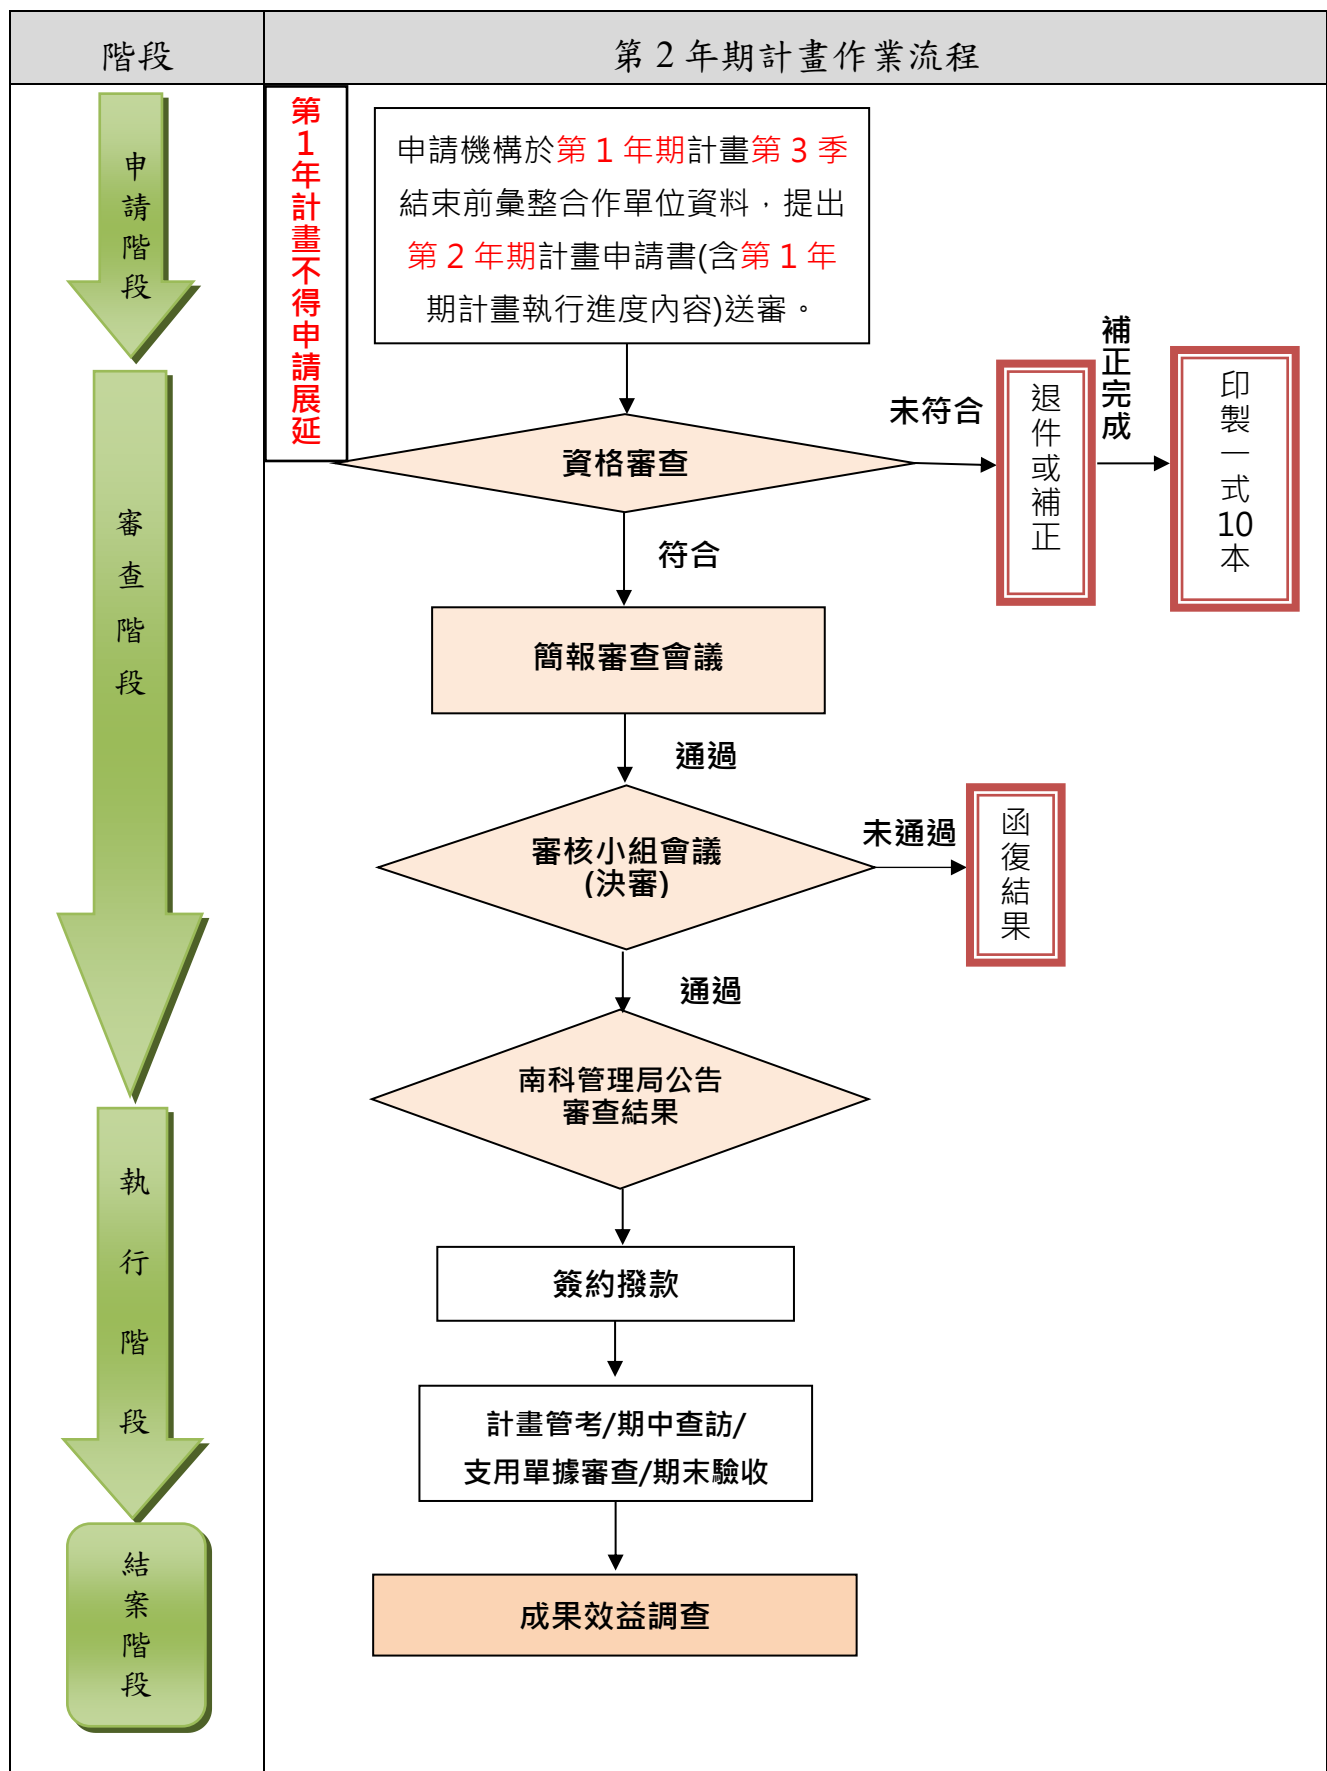 階段
第 2 年期計畫作業流程
申請階段
第1年計畫不得申請展延
申請機構於第 1 年期計畫第 3 季
結束前彙整合作單位資料，提出
第 2 年期計畫申請書(含第 1 年
期計畫執行進度內容)送審。
補正完成
未符合
退件或補正
印製一式10本
資格審查
符合
審查階段
簡報審查會議
通過
審核小組會議
(決審)
未通過
函復結果
通過
南科管理局公告
審查結果
執行階段
簽約撥款
計畫管考/期中查訪/
支用單據審查/期末驗收
結案階段
成果效益調查